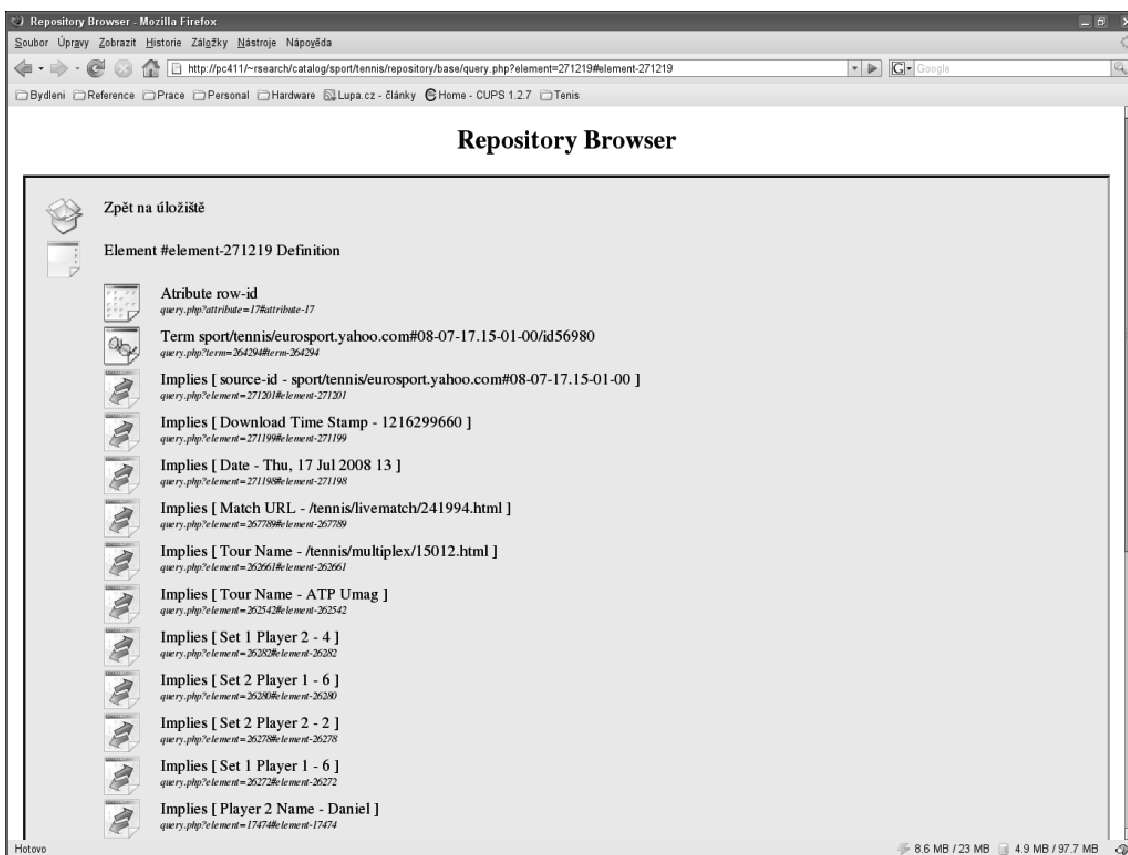 Repository Browser - Mozilla Firefox
Soubor Úpravy Zobrazit Historie Záložky Nástroje Nápověda
http://pc411/~rsearch/catalog/sport/tennis/repository/base/query.php?element=271219#element-271219
Google
Bydleni Reference Prace Personal Hardware Lupa.cz - články Home - CUPS 1.2.7 Tenis
Repository Browser
Zpět na úložiště
Element #element-271219 Definition
Atribute row-id
query.php?attribute=17#attribute-17
Term sport/tennis/eurosport.yahoo.com#08-07-17.15-01-00/id56980
query.php?term=264294#term-264294
Implies [ source-id - sport/tennis/eurosport.yahoo.com#08-07-17.15-01-00 ]
query.php?element=271201#element-271201
Implies [ Download Time Stamp - 1216299660 ]
query.php?element=271199#element-271199
Implies [ Date - Thu, 17 Jul 2008 13 ]
query.php?element=271198#element-271198
Implies [ Match URL - /tennis/livematch/241994.html ]
query.php?element=267789#element-267789
Implies [ Tour Name - /tennis/multiplex/15012.html ]
query.php?element=262661#element-262661
Implies [ Tour Name - ATP Umag ]
query.php?element=262542#element-262542
Implies [ Set 1 Player 2 - 4 ]
query.php?element=26282#element-26282
Implies [ Set 2 Player 1 - 6 ]
query.php?element=26280#element-26280
Implies [ Set 2 Player 2 - 2 ]
query.php?element=26278#element-26278
Implies [ Set 1 Player 1 - 6 ]
query.php?element=26272#element-26272
Implies [ Player 2 Name - Daniel ]
query.php?element=17474#element-17474
Hotovo
8.6 MB / 23 MB 4.9 MB / 97.7 MB